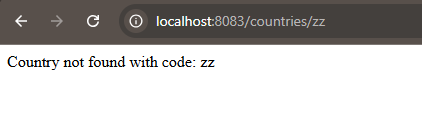 localhost:8083/countries/zz
Country not found with code: zz